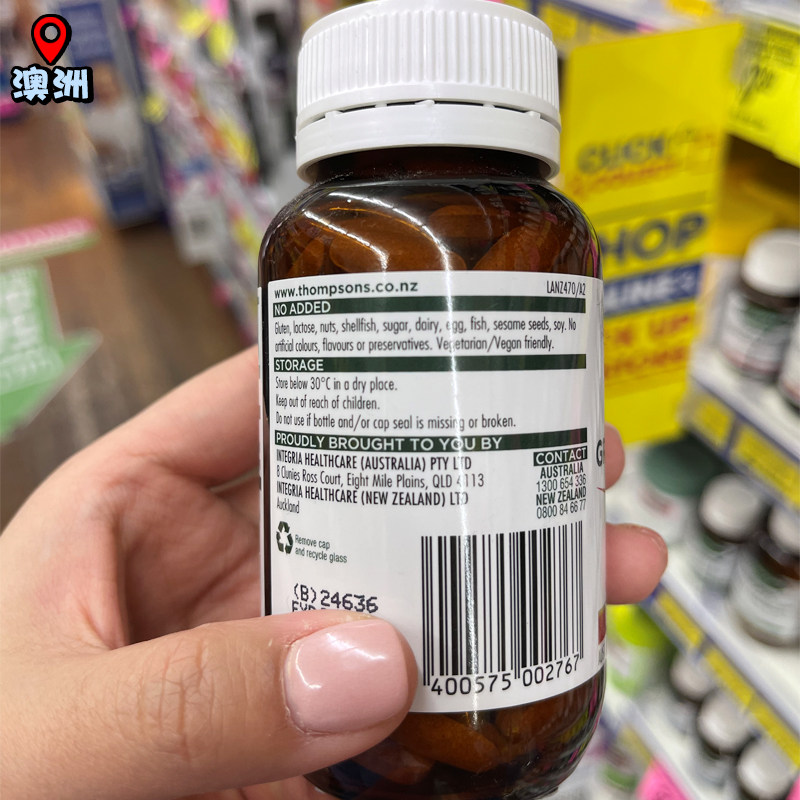 澳洲
www.thompsons.co.nz
LANZ470/A2
NO ADDED
Gluten, lactose, nuts, shellfish, sugar, dairy, egg, fish, sesame seeds, soy. No
artificial colours, flavours or preservatives. Vegetarian/Vegan friendly.
STORAGE
Store below 30°C in a dry place.
Keep out of reach of children.
Do not use if bottle and/or cap seal is missing or broken.
PROUDLY BROUGHT TO YOU BY
INTEGRIA HEALTHCARE (AUSTRALIA) PTY LTD
8 Clunies Ross Court, Eight Mile Plains, QLD 4113
INTEGRIA HEALTHCARE (NEW ZEALAND) LTD
Auckland
CONTACT
AUSTRALIA
1300 654 336
NEW ZEALAND
0800 84 66 77
Remove cap
and recycle glass
(B) 24636
400575 002767
CLICK